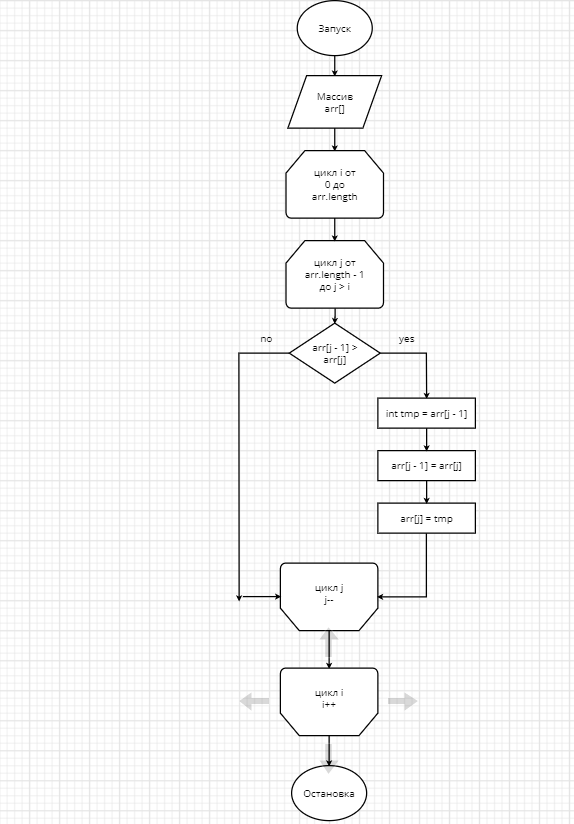 Запуск
Массив
arr[]
цикл i от
0 до
arr.length
цикл j от
arr.length - 1
до j > i
no
yes
arr[j - 1] >
arr[j]
int tmp = arr[j - 1]
arr[j - 1] = arr[j]
arr[j] = tmp
цикл j
j--
цикл i
i++
Остановка